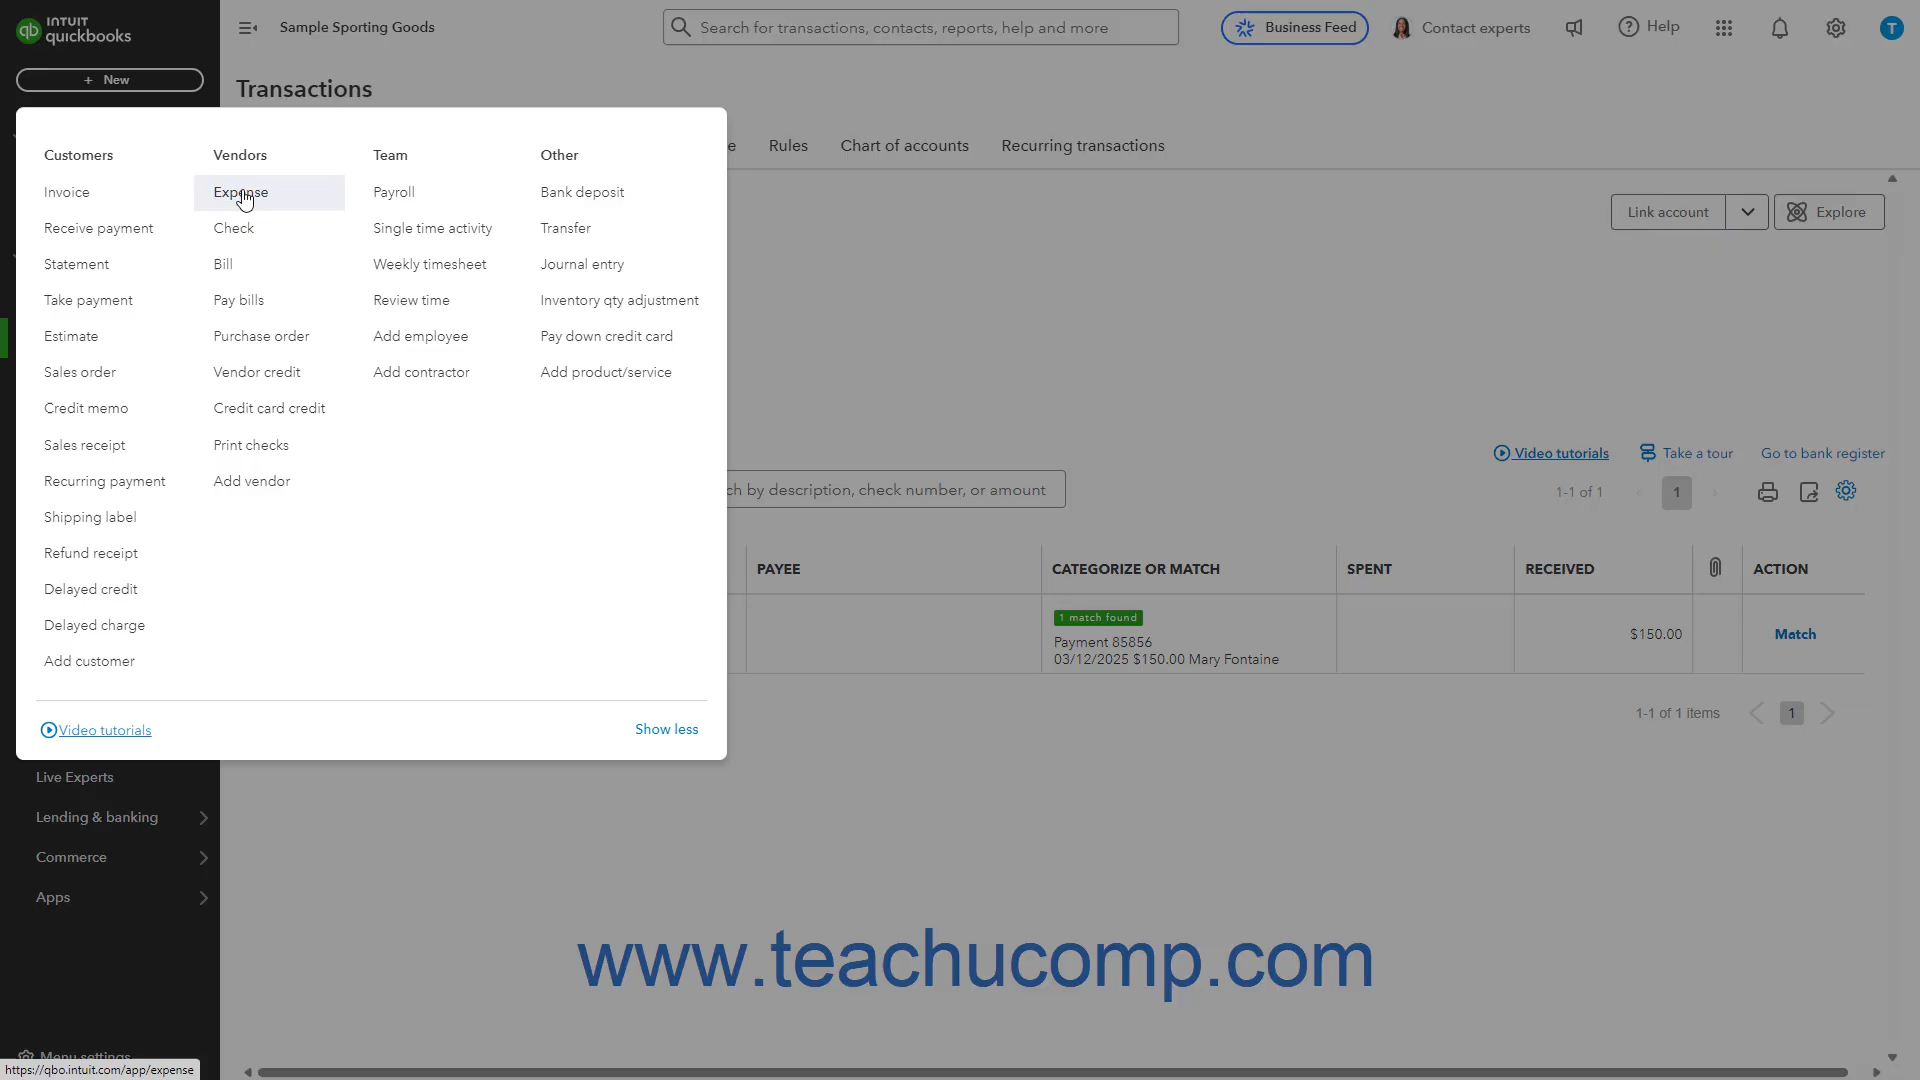 INTUIT
quickbooks
Sample Sporting Goods
Search for transactions, contacts, reports, help and more
Business Feed
Contact experts
Help
T
+ New
Transactions
Rules
Chart of accounts
Recurring transactions
Customers
Invoice
Receive payment
Statement
Take payment
Estimate
Sales order
Credit memo
Sales receipt
Recurring payment
Shipping label
Refund receipt
Delayed credit
Delayed charge
Add customer
Vendors
Expense
Check
Bill
Pay bills
Purchase order
Vendor credit
Credit card credit
Print checks
Add vendor
Team
Payroll
Single time activity
Weekly timesheet
Review time
Add employee
Add contractor
Other
Bank deposit
Transfer
Journal entry
Inventory qty adjustment
Pay down credit card
Add product/service
Video tutorials
Show less
Link account
Explore
Video tutorials
Take a tour
Go to bank register
by description, check number, or amount
1-1 of 1
1
PAYEE
CATEGORIZE OR MATCH
SPENT
RECEIVED
ACTION
1 match found
Payment 85856
03/12/2025 $150.00 Mary Fontaine
$150.00
Match
1-1 of 1 items
1
Live Experts
Lending & banking
Commerce
Apps
Menu settings
https://qbo.intuit.com/app/expense
www.teachucomp.com